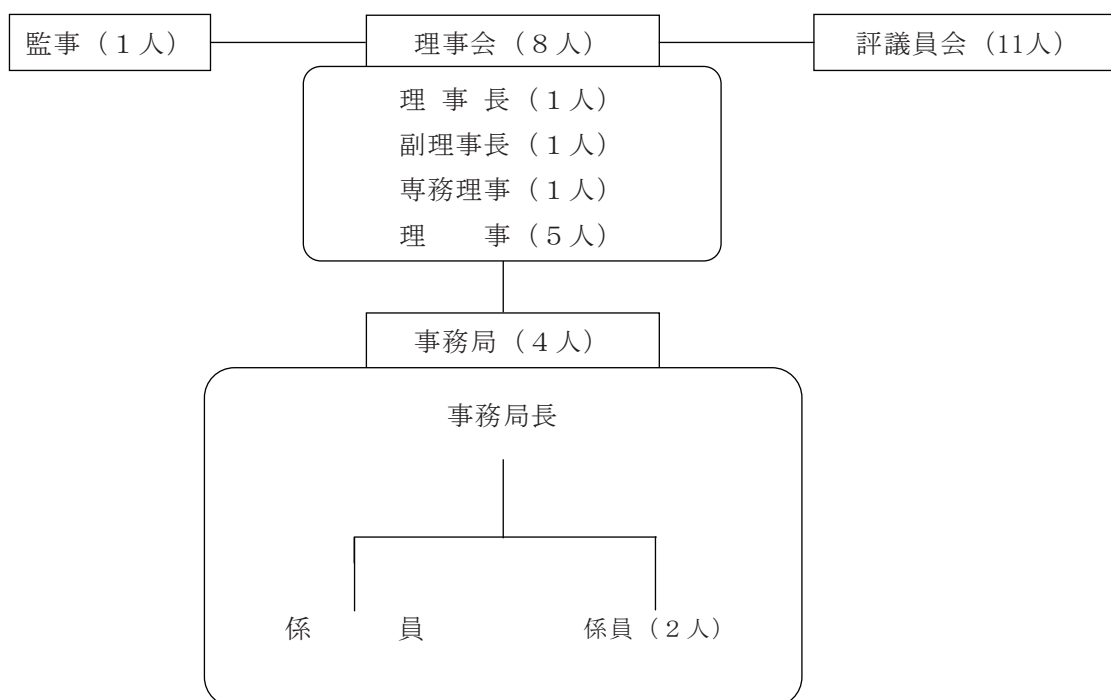 監事（１人）
理事会（８人）
評議員会（11人）
理　事　長（１人）
副理事長（１人）
専務理事（１人）
理　　　事（５人）
事務局（４人）
事務局長
係　　　員
係員（２人）